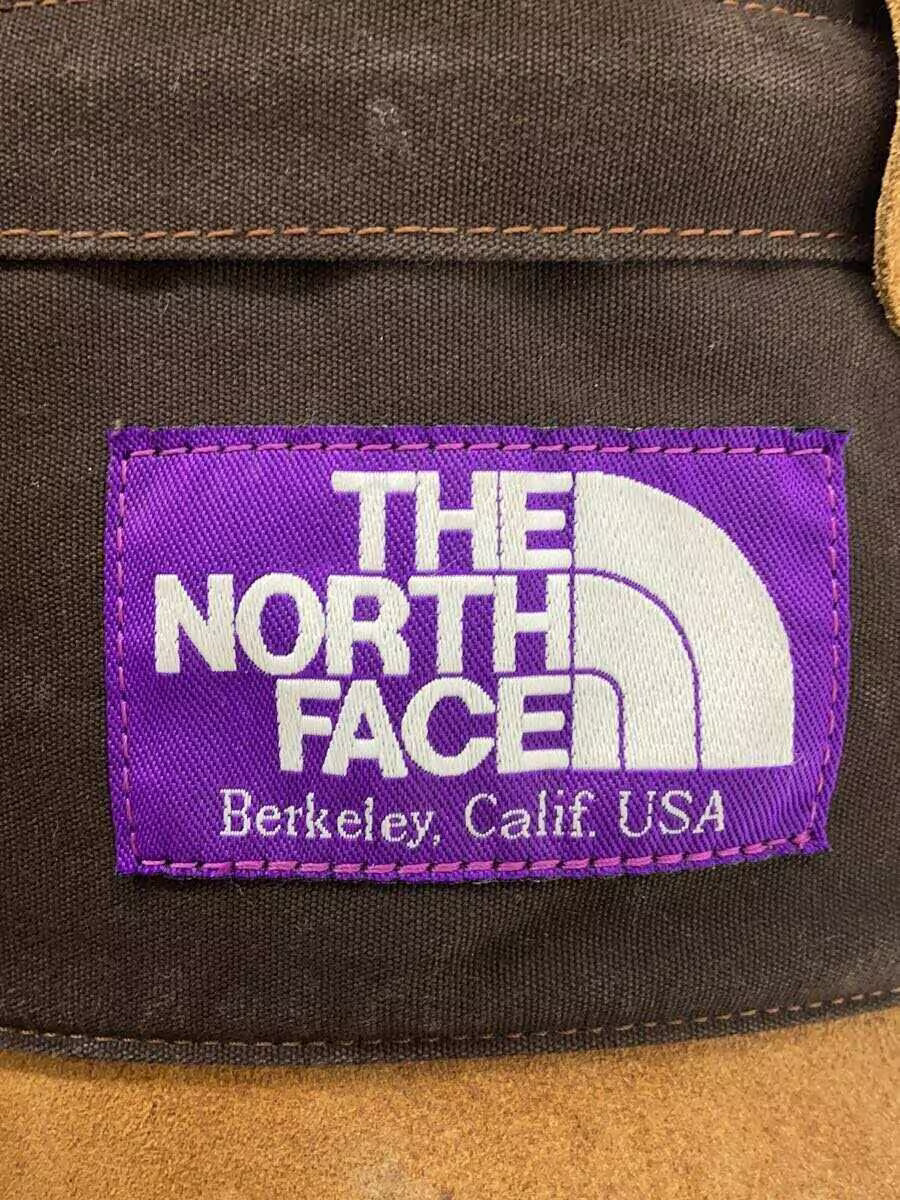 THE
NORTH
FACE
Berkeley, Calif. USA